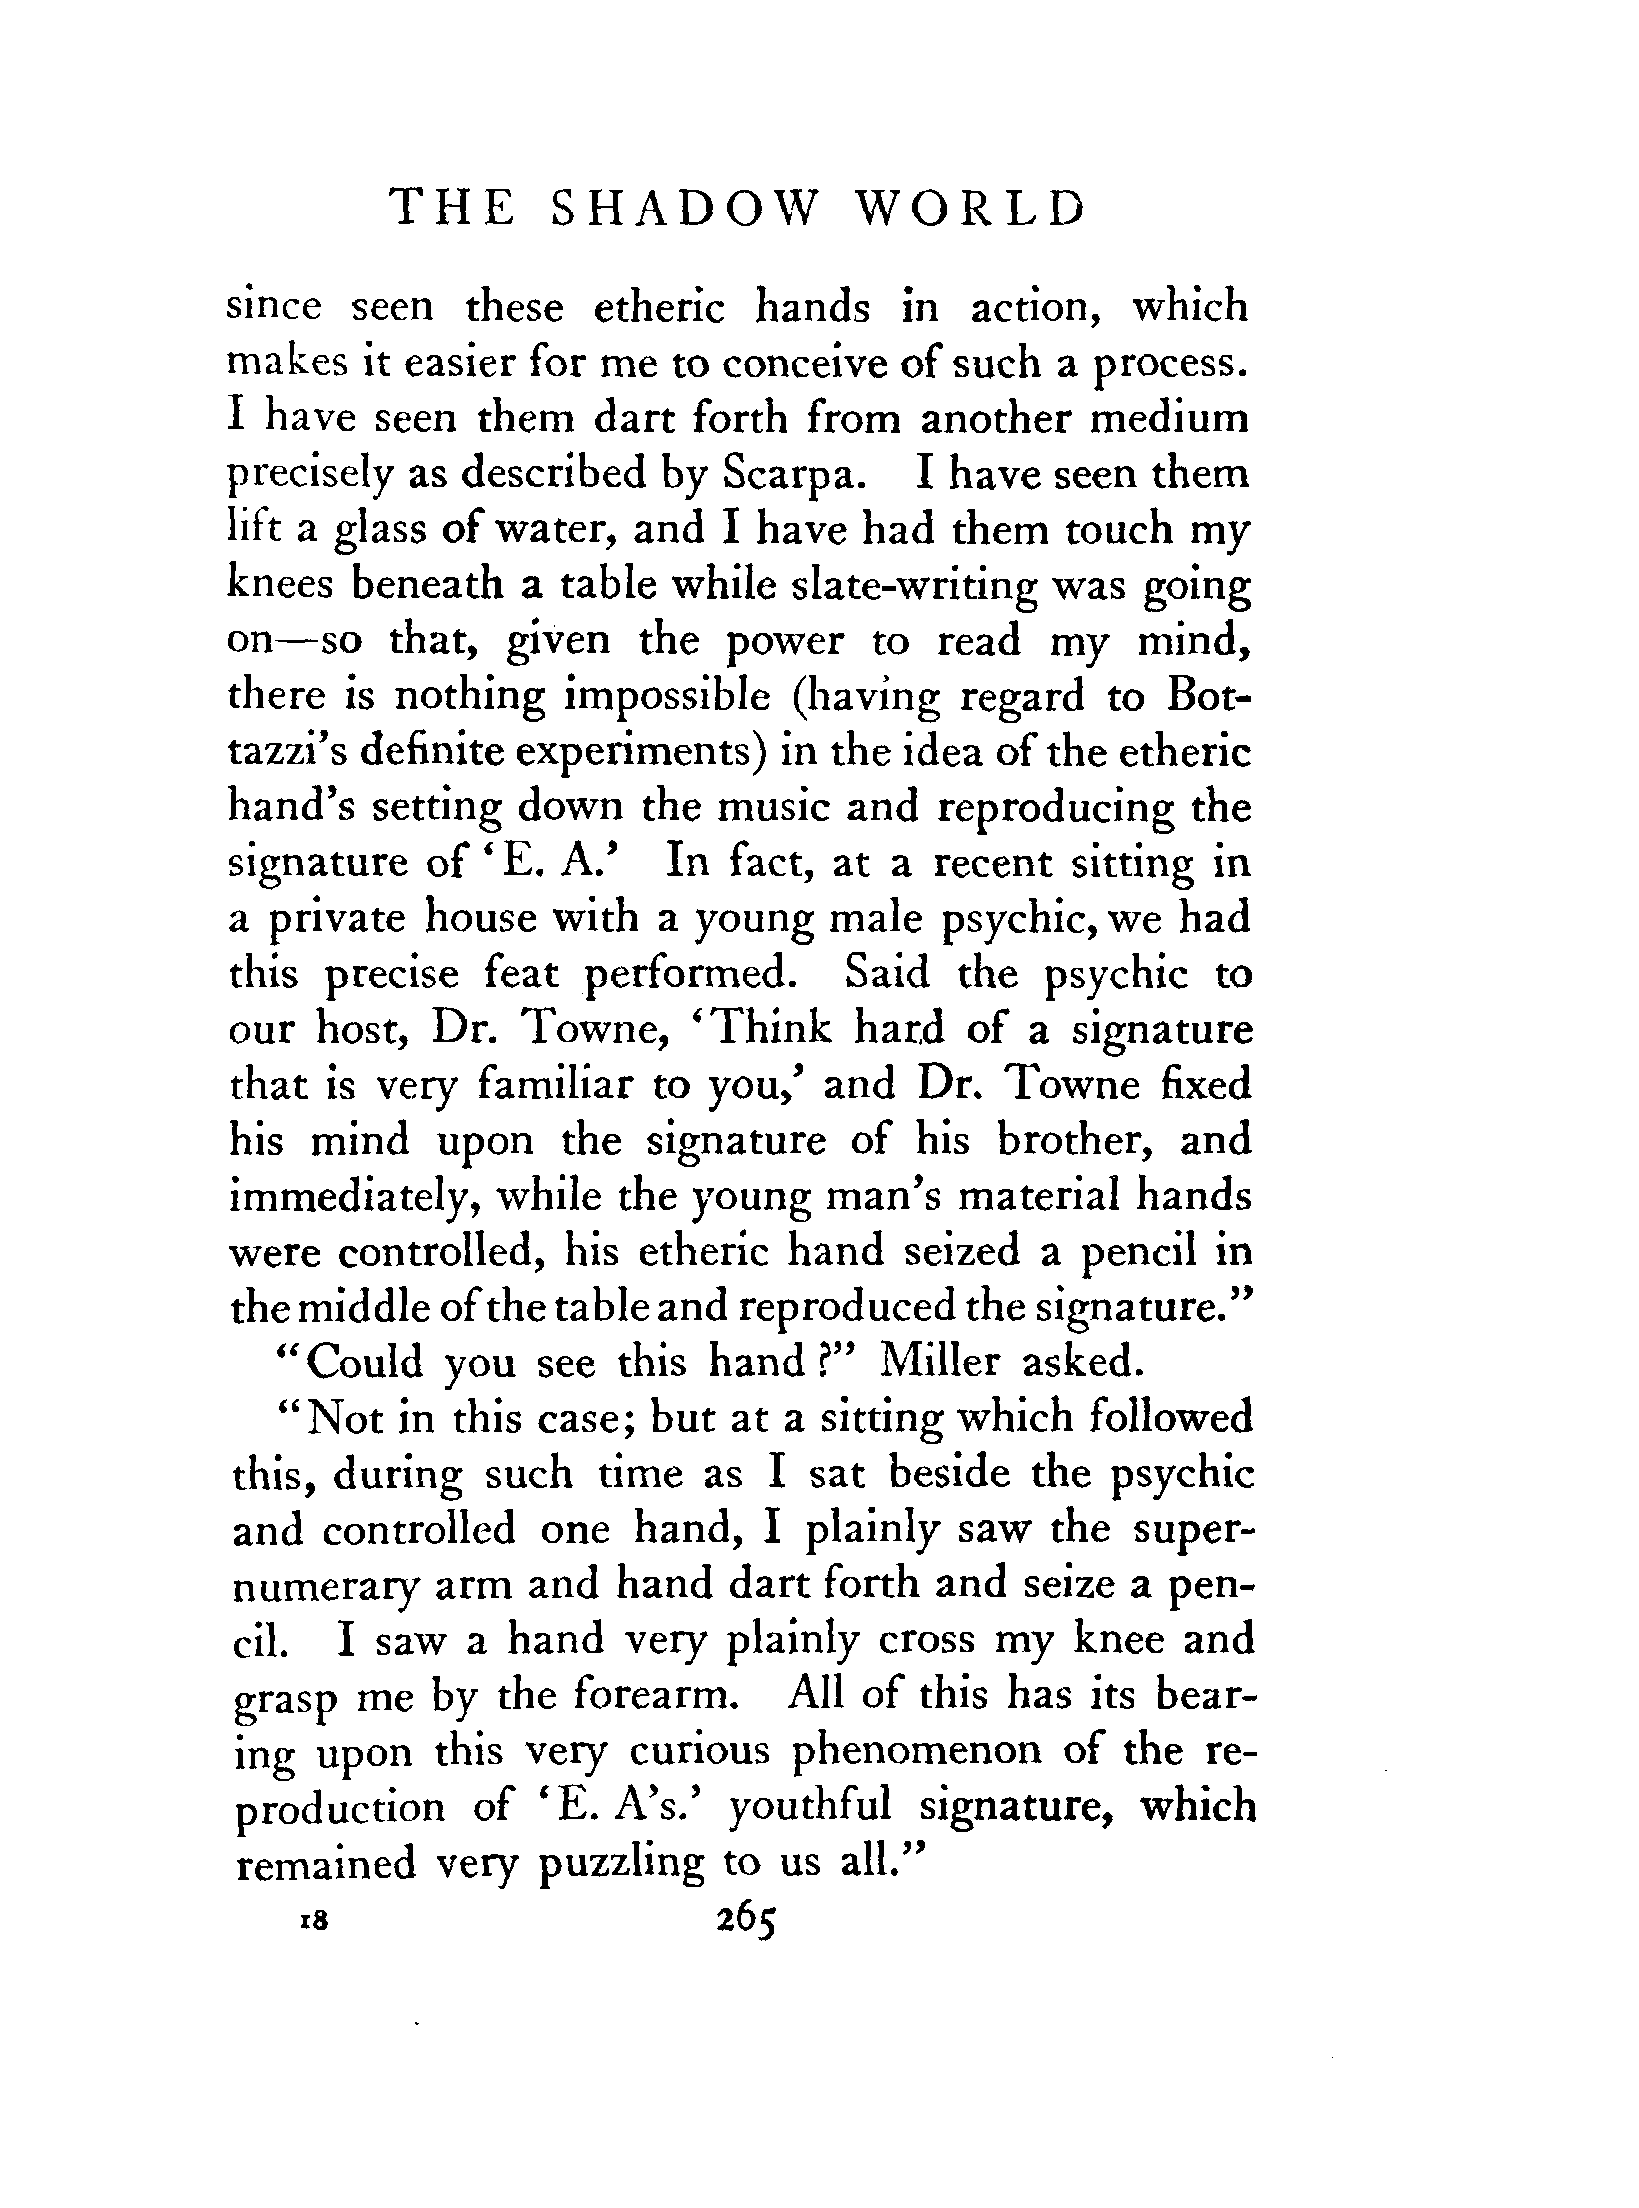 THE SHADOW WORLD
since seen these etheric hands in action, which
makes it easier for me to conceive of such a process.
I have seen them dart forth from another medium
precisely as described by Scarpa. I have seen them
lift a glass of water, and I have had them touch my
knees beneath a table while slate-writing was going
on—so that, given the power to read my mind,
there is nothing impossible (having regard to Bot-
tazzi's definite experiments) in the idea of the etheric
hand's setting down the music and reproducing the
signature of 'E. A.' In fact, at a recent sitting in
a private house with a young male psychic, we had
this precise feat performed. Said the psychic to
our host, Dr. Towne, 'Think hard of a signature
that is very familiar to you,' and Dr. Towne fixed
his mind upon the signature of his brother, and
immediately, while the young man's material hands
were controlled, his etheric hand seized a pencil in
the middle of the table and reproduced the signature."
"Could you see this hand?" Miller asked.
"Not in this case; but at a sitting which followed
this, during such time as I sat beside the psychic
and controlled one hand, I plainly saw the super-
numerary arm and hand dart forth and seize a pen-
cil. I saw a hand very plainly cross my knee and
grasp me by the forearm. All of this has its bear-
ing upon this very curious phenomenon of the re-
production of 'E. A's.' youthful signature, which
remained very puzzling to us all."
18 265